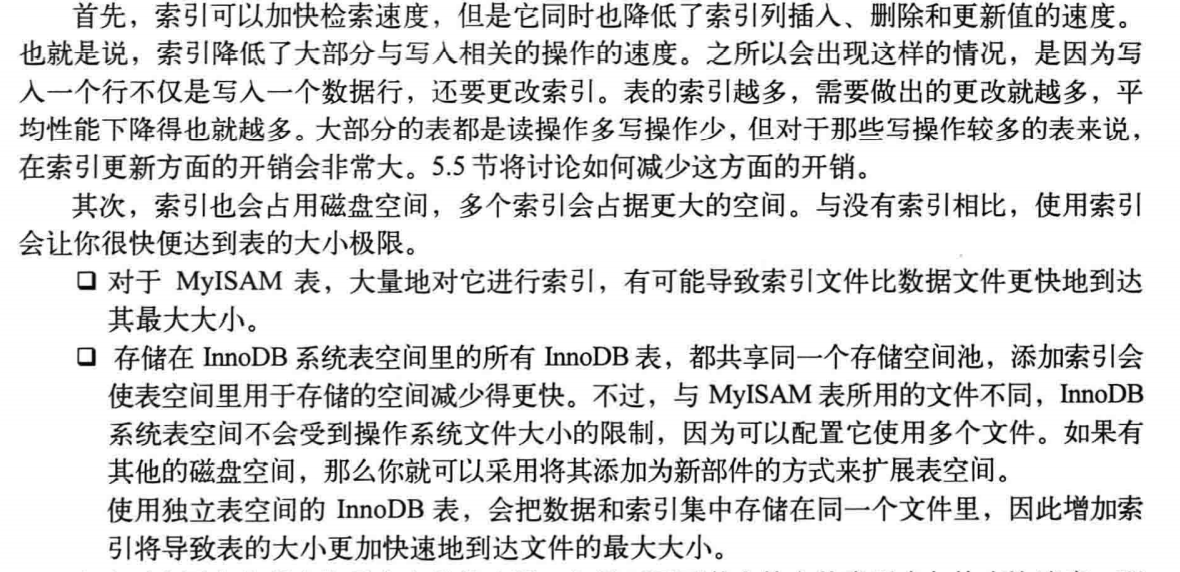 首先，索引可以加快检索速度，但是它同时也降低了索引列插入、删除和更新值的速度。
也就是说，索引降低了大部分与写入相关的操作的速度。之所以会出现这样的情况，是因为写
入一个行不仅是写入一个数据行，还要更改索引。表的索引越多，需要做出的更改就越多，平
均性能下降得也就越多。大部分的表都是读操作多写操作少，但对于那些写操作较多的表来说，
在索引更新方面的开销会非常大。5.5 节将讨论如何减少这方面的开销。
其次，索引也会占用磁盘空间，多个索引会占据更大的空间。与没有索引相比，使用索引
会让你很快便达到表的大小极限。
❑ 对于 MyISAM 表，大量地对它进行索引，有可能导致索引文件比数据文件更快地到达
其最大大小。
❑ 存储在 InnoDB 系统表空间里的所有 InnoDB 表，都共享同一个存储空间池，添加索引会
使表空间里用于存储的空间减少得更快。不过，与 MyISAM 表所用的文件不同，InnoDB
系统表空间不会受到操作系统文件大小的限制，因为可以配置它使用多个文件。如果有
其他的磁盘空间，那么你就可以采用将其添加为新部件的方式来扩展表空间。
使用独立表空间的 InnoDB 表，会把数据和索引集中存储在同一个文件里，因此增加索
引将导致表的大小更加快速地到达文件的最大大小。